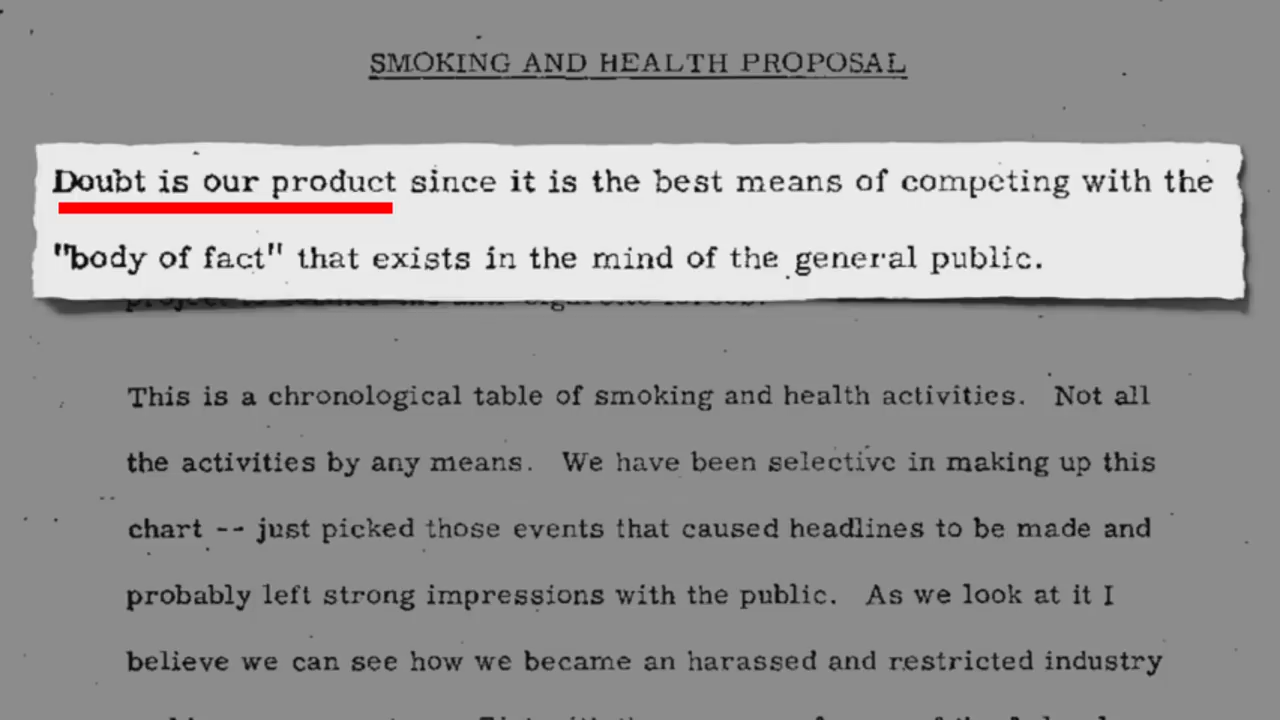 SMOKING AND HEALTH PROPOSAL
Doubt is our product since it is the best means of competing with the
"body of fact" that exists in the mind of the general public.
This is a chronological table of smoking and health activities. Not all
the activities by any means. We have been selective in making up this
chart -- just picked those events that caused headlines to be made and
probably left strong impressions with the public. As we look at it I
believe we can see how we became an harassed and restricted industry